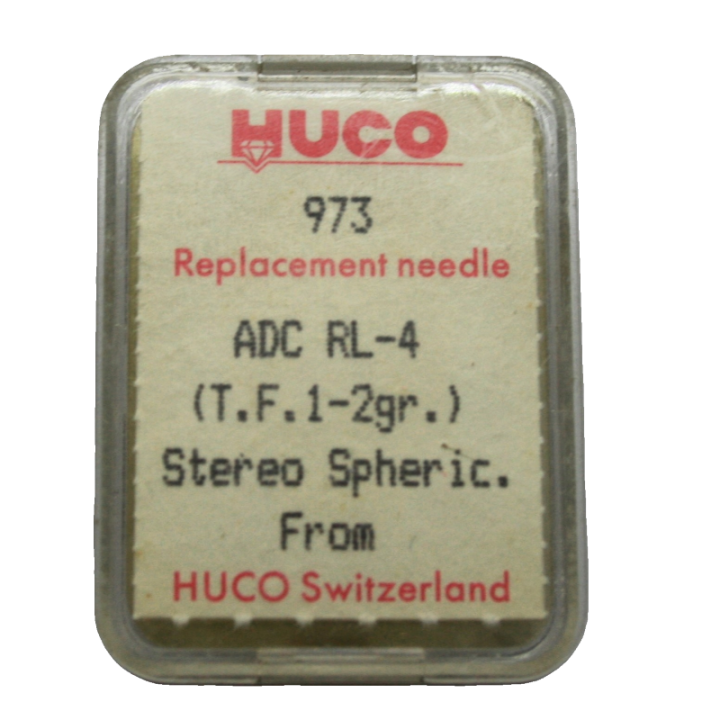 HUCO
973
Replacement needle
ADC RL-4
(T.F.1-2gr.)
Stereo Spheric.
From
HUCO Switzerland